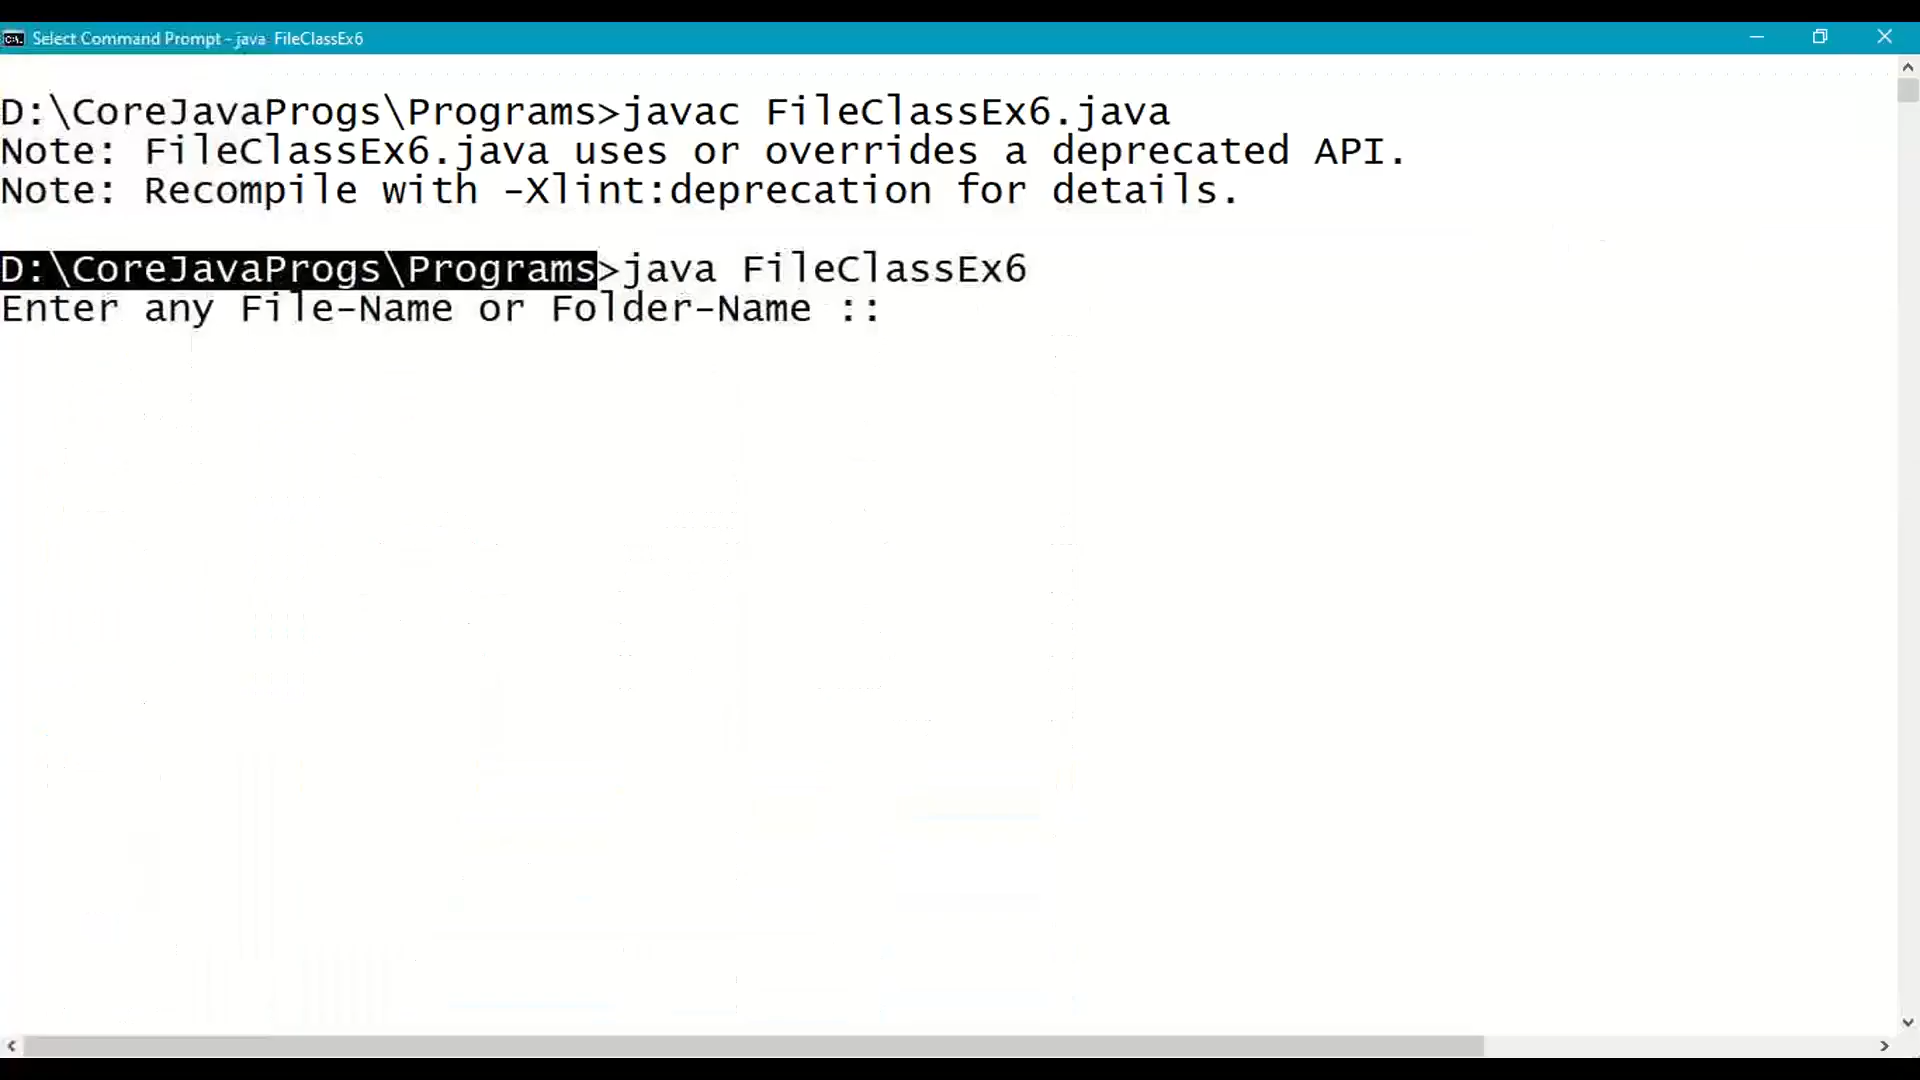 Select Command Prompt - java  FileClassEx6
D:\CoreJavaProgs\Programs>javac FileClassEx6.java
Note: FileClassEx6.java uses or overrides a deprecated API.
Note: Recompile with -Xlint:deprecation for details.
D:\CoreJavaProgs\Programs>java FileClassEx6
Enter any File-Name or Folder-Name ::